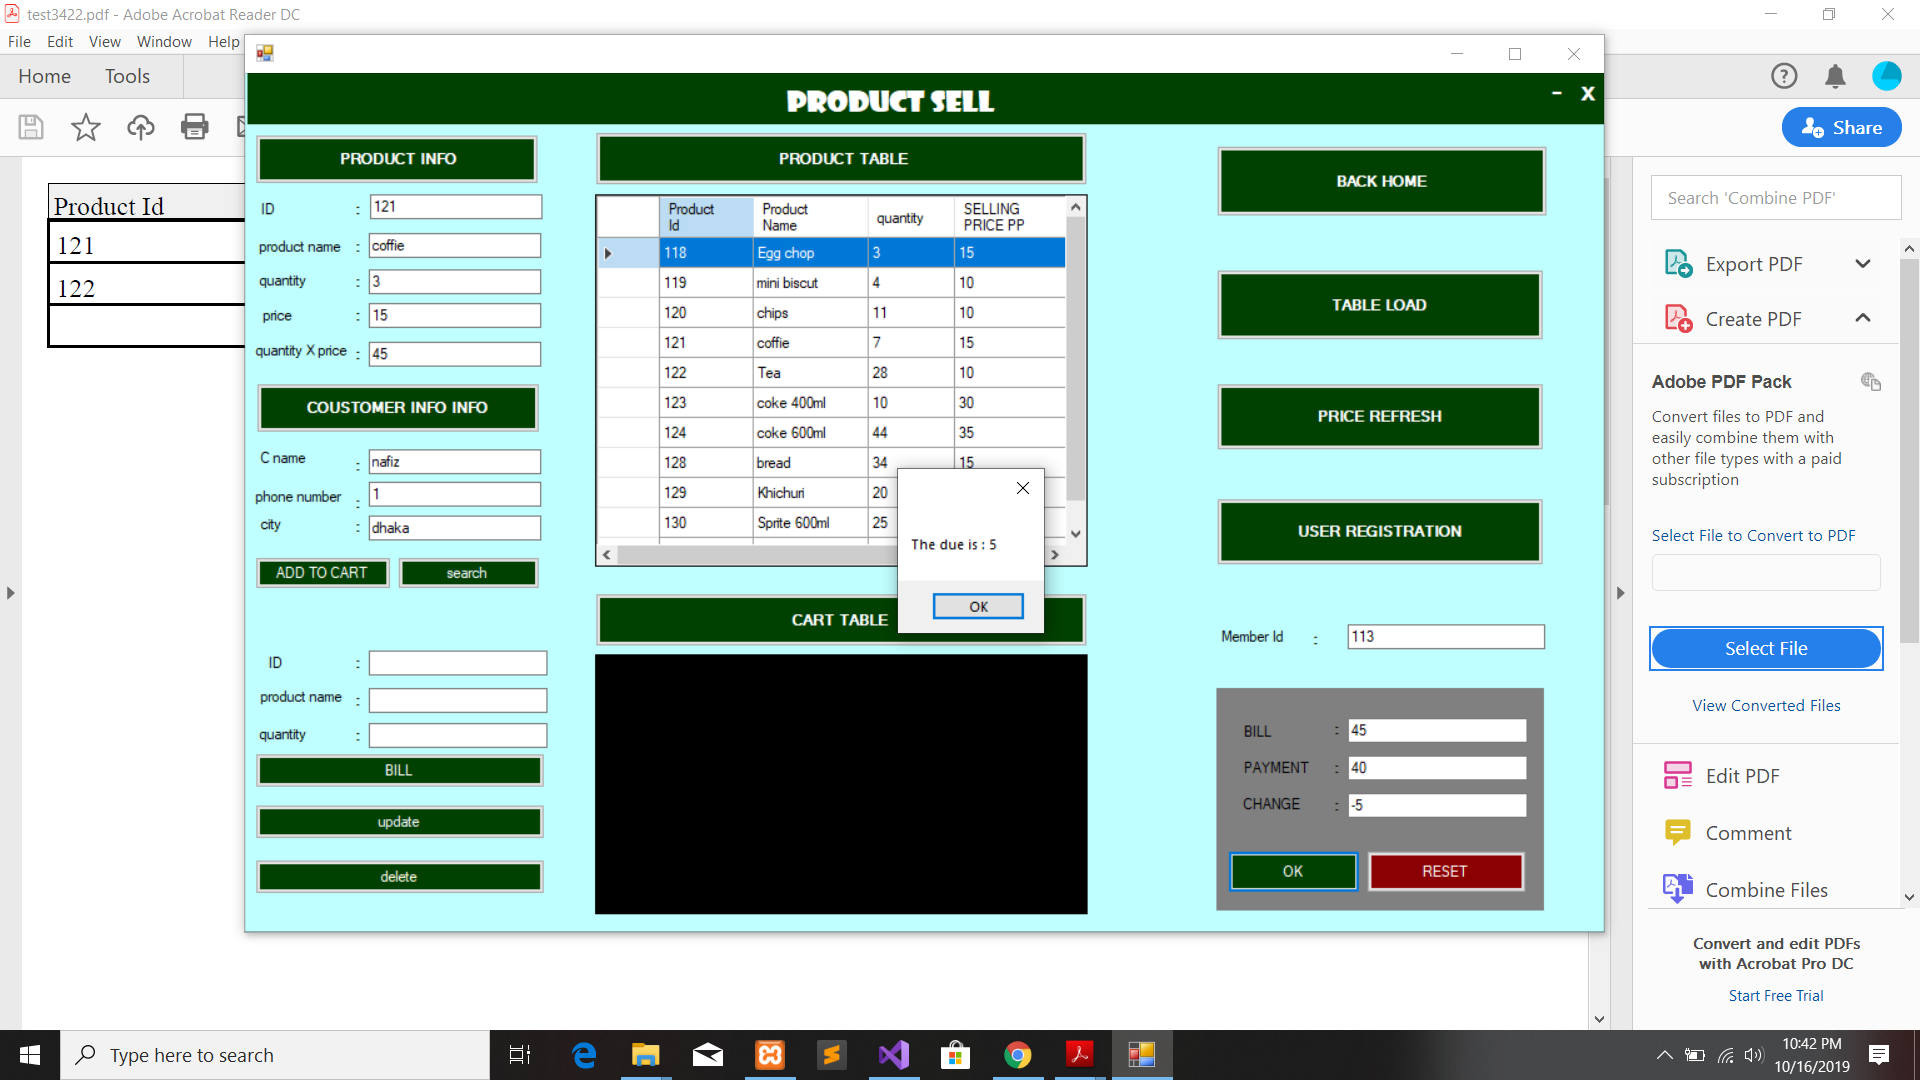 test3422.pdf - Adobe Acrobat Reader DC
File Edit View Window Help
Home Tools
Share
Product Id
121
122
PRODUCT SELL
- X
PRODUCT INFO
ID : 121
product name : coffie
quantity : 3
price : 15
quantity X price : 45
COUSTOMER INFO INFO
C name : nafiz
phone number : 1
city : dhaka
ADD TO CART search
ID :
product name :
quantity :
BILL
update
delete
PRODUCT TABLE
Product Id Product Name quantity SELLING PRICE PP
118 Egg chop 3 15
119 mini biscut 4 10
120 chips 11 10
121 coffie 7 15
122 Tea 28 10
123 coke 400ml 10 30
124 coke 600ml 44 35
128 bread 34 15
129 Khichuri 20
130 Sprite 600ml 25
The due is : 5
OK
CART TABLE
BACK HOME
TABLE LOAD
PRICE REFRESH
USER REGISTRATION
Member Id : 113
BILL : 45
PAYMENT : 40
CHANGE : -5
OK RESET
Search 'Combine PDF'
Export PDF
Create PDF
Adobe PDF Pack
Convert files to PDF and
easily combine them with
other file types with a paid
subscription
Select File to Convert to PDF
Select File
View Converted Files
Edit PDF
Comment
Combine Files
Convert and edit PDFs
with Acrobat Pro DC
Start Free Trial
Type here to search
10:42 PM
10/16/2019